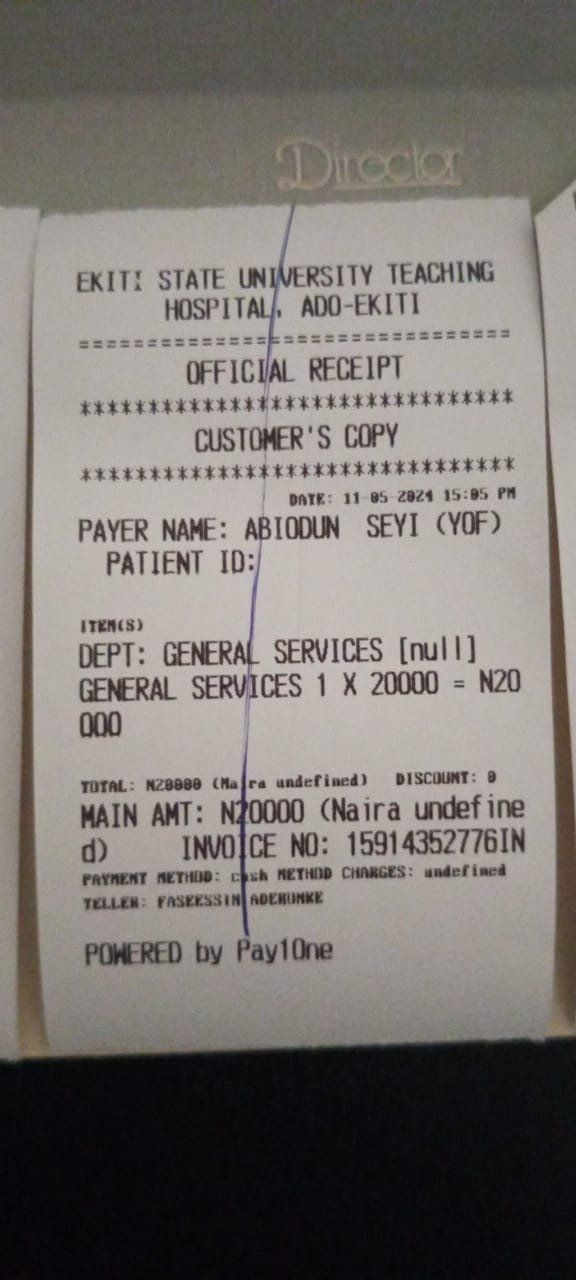 Director
EKITI STATE UNIVERSITY TEACHING
HOSPITAL, ADO-EKITI
================================
OFFICIAL RECEIPT
********************************
CUSTOMER'S COPY
********************************
DATE: 11-05-2024 15:05 PM
PAYER NAME: ABIODUN SEYI (YOF)
PATIENT ID:
ITEM(S)
DEPT: GENERAL SERVICES [null]
GENERAL SERVICES 1 X 20000 = N20
000
TOTAL: N20000 (Naira undefined) DISCOUNT: 0
MAIN AMT: N20000 (Naira undefine
d) INVOICE NO: 15914352776IN
PAYMENT METHOD: cash METHOD CHARGES: undefined
TELLER: FASEESSIN ADERONKE
POWERED by Pay1One